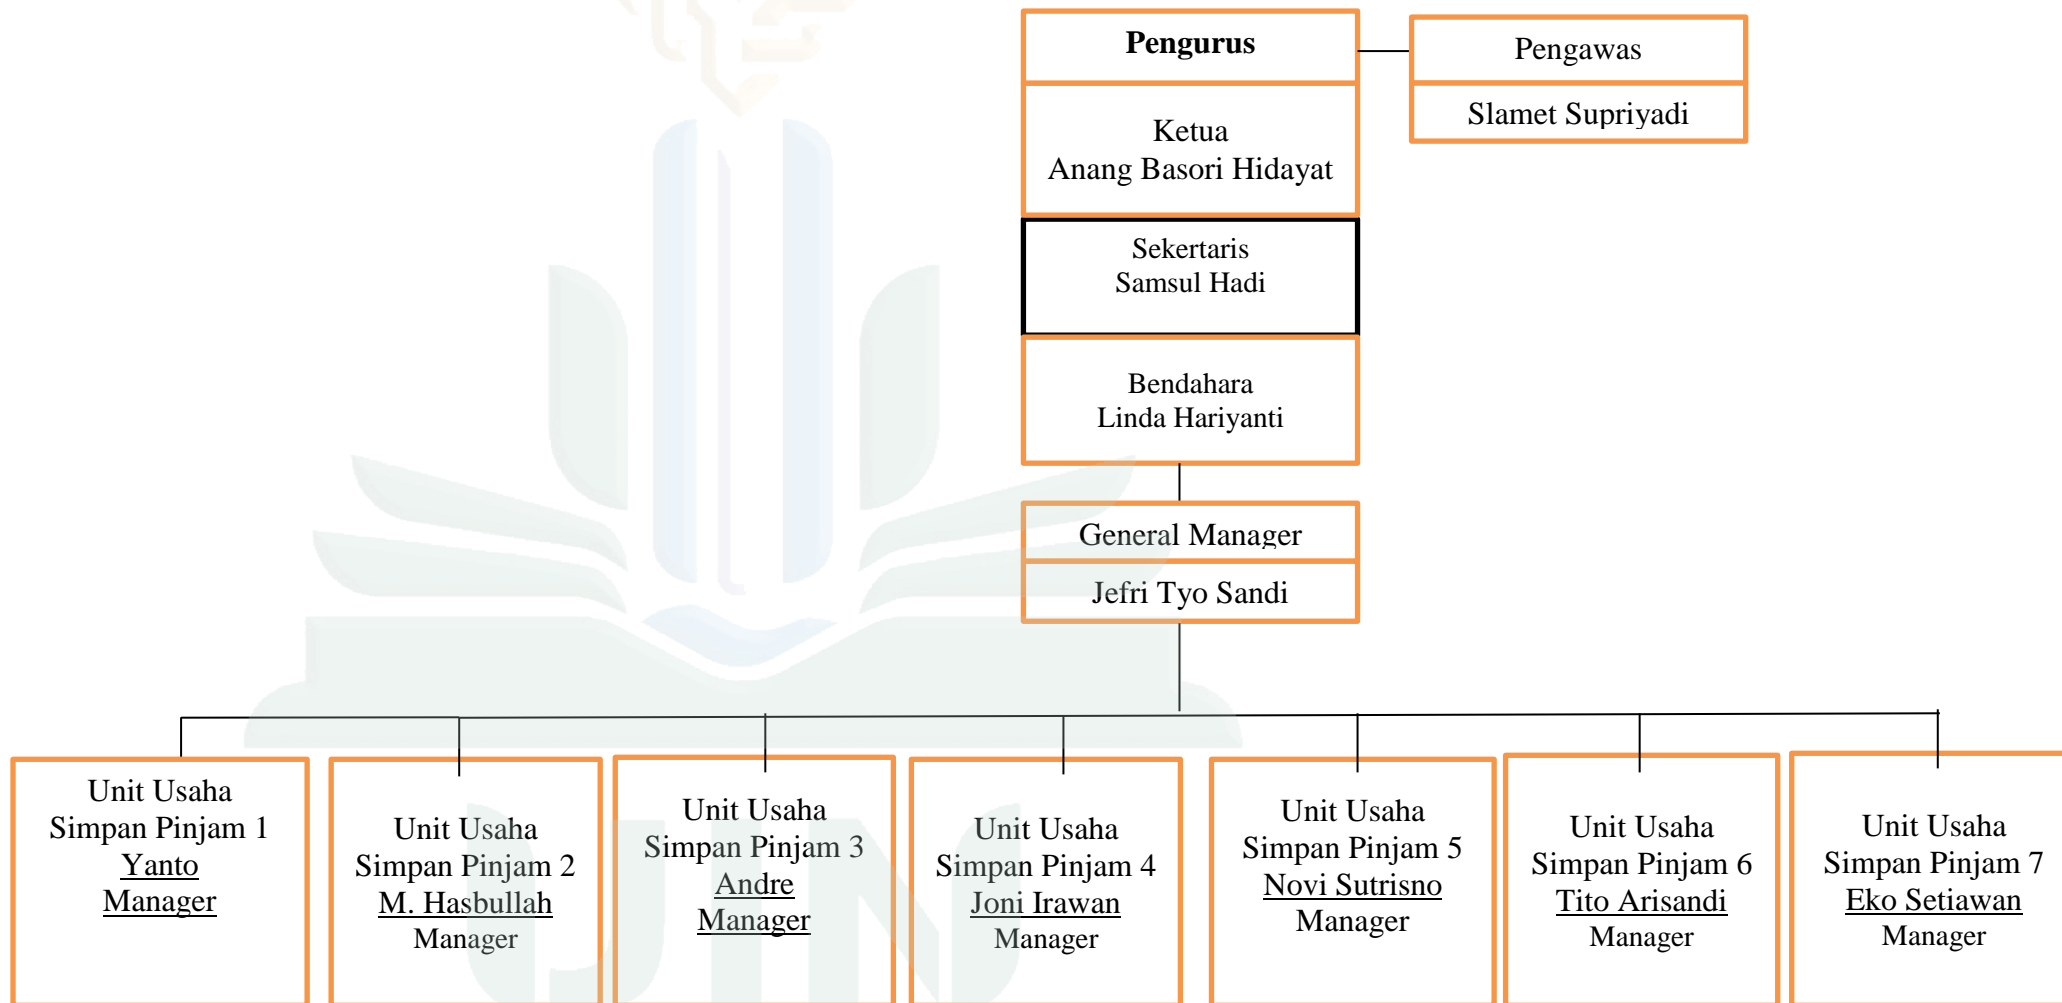 Pengurus
Pengawas
Slamet Supriyadi
Ketua
Anang Basori Hidayat
Sekertaris
Samsul Hadi
Bendahara
Linda Hariyanti
General Manager
Jefri Tyo Sandi
Unit Usaha
Simpan Pinjam 1
Yanto
Manager
Unit Usaha
Simpan Pinjam 2
M. Hasbullah
Manager
Unit Usaha
Simpan Pinjam 3
Andre
Manager
Unit Usaha
Simpan Pinjam 4
Joni Irawan
Manager
Unit Usaha
Simpan Pinjam 5
Novi Sutrisno
Manager
Unit Usaha
Simpan Pinjam 6
Tito Arisandi
Manager
Unit Usaha
Simpan Pinjam 7
Eko Setiawan
Manager
UIN